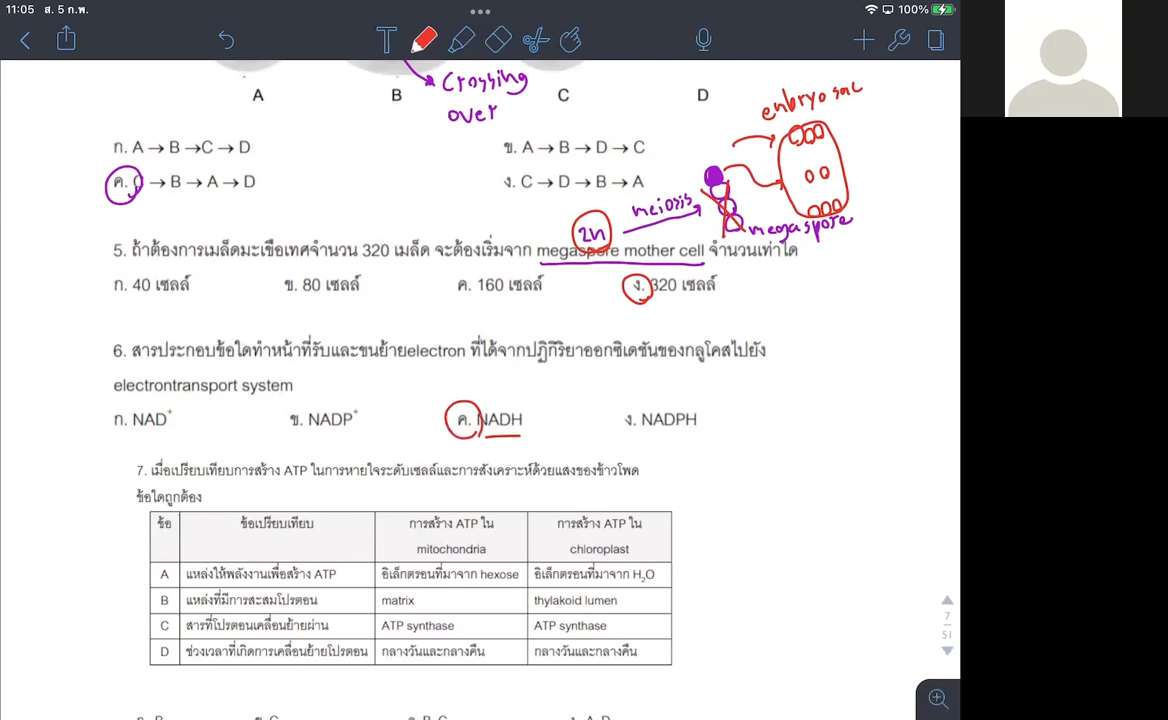 11:05 ส. 5 ก.พ.
100%
T
Crossing
over
A B C D
embryo sac
ก. A → B →C → D
ข. A → B → D → C
ค. C → B → A → D
ง. C → D → B → A
2n
meiosis
megaspore
5. ถ้าต้องการเมล็ดมะเขือเทศจำนวน 320 เมล็ด จะต้องเริ่มจาก megaspore mother cell จำนวนเท่าใด
ก. 40 เซลล์ ข. 80 เซลล์ ค. 160 เซลล์ ง. 320 เซลล์
6. สารประกอบข้อใดทำหน้าที่รับและขนย้ายelectron ที่ได้จากปฏิกิริยาออกซิเดชันของกลูโคสไปยัง
electrontransport system
ก. NAD⁺ ข. NADP⁺ ค. NADH ง. NADPH
7. เมื่อเปรียบเทียบการสร้าง ATP ในการหายใจระดับเซลล์และการสังเคราะห์ด้วยแสงของข้าวโพด
ข้อใดถูกต้อง
ข้อ ข้อเปรียบเทียบ การสร้าง ATP ใน การสร้าง ATP ใน
mitochondria chloroplast
A แหล่งให้พลังงานเพื่อสร้าง ATP อิเล็กตรอนที่มาจาก hexose อิเล็กตรอนที่มาจาก H₂O
B แหล่งที่มีการสะสมโปรตอน matrix thylakoid lumen
C สารที่โปรตอนเคลื่อนย้ายผ่าน ATP synthase ATP synthase
D ช่วงเวลาที่เกิดการเคลื่อนย้ายโปรตอน กลางวันและกลางคืน กลางวันและกลางคืน
7
51